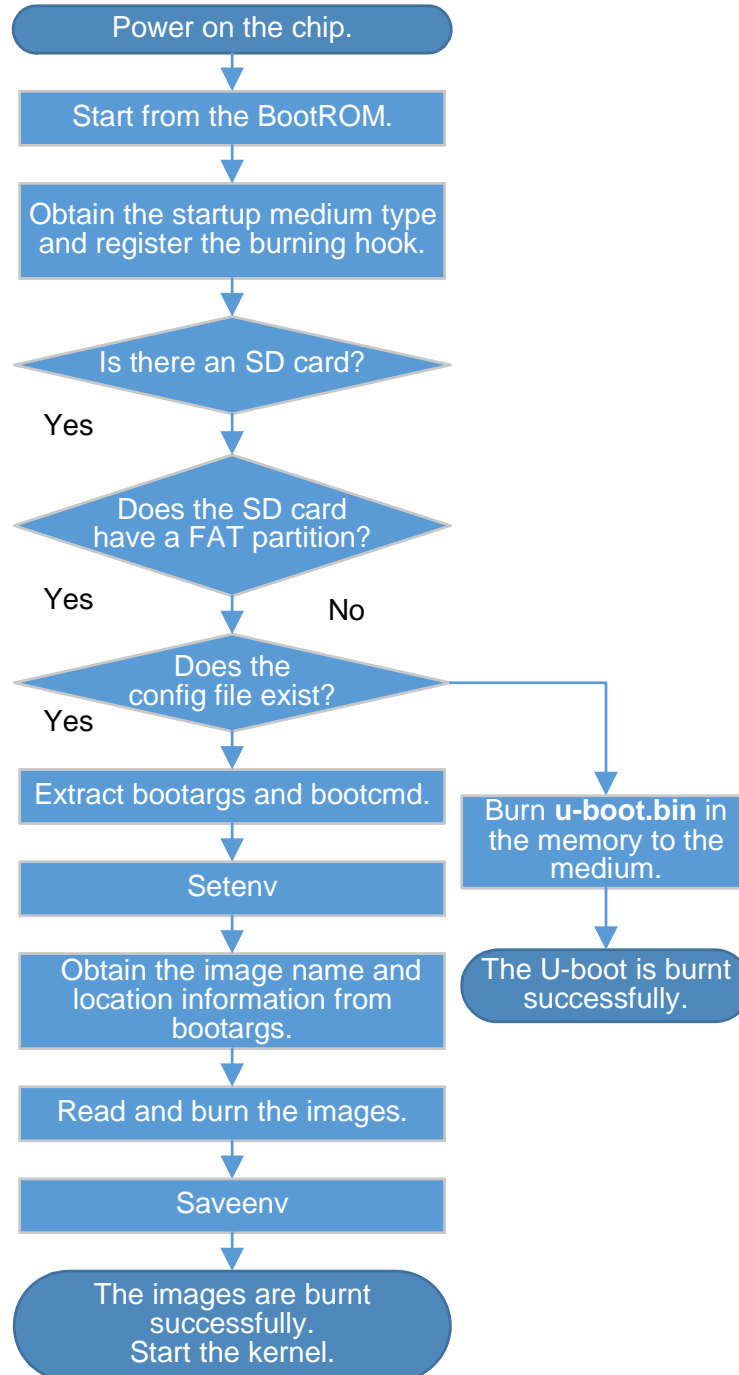 Power on the chip.
Start from the BootROM.
Obtain the startup medium type
and register the burning hook.
Is there an SD card?
Yes
Does the SD card
have a FAT partition?
Yes
No
Does the
config file exist?
Yes
Extract bootargs and bootcmd.
Burn u-boot.bin in
the memory to the
medium.
Setenv
Obtain the image name and
location information from
bootargs.
The U-boot is burnt
successfully.
Read and burn the images.
Saveenv
The images are burnt
successfully.
Start the kernel.